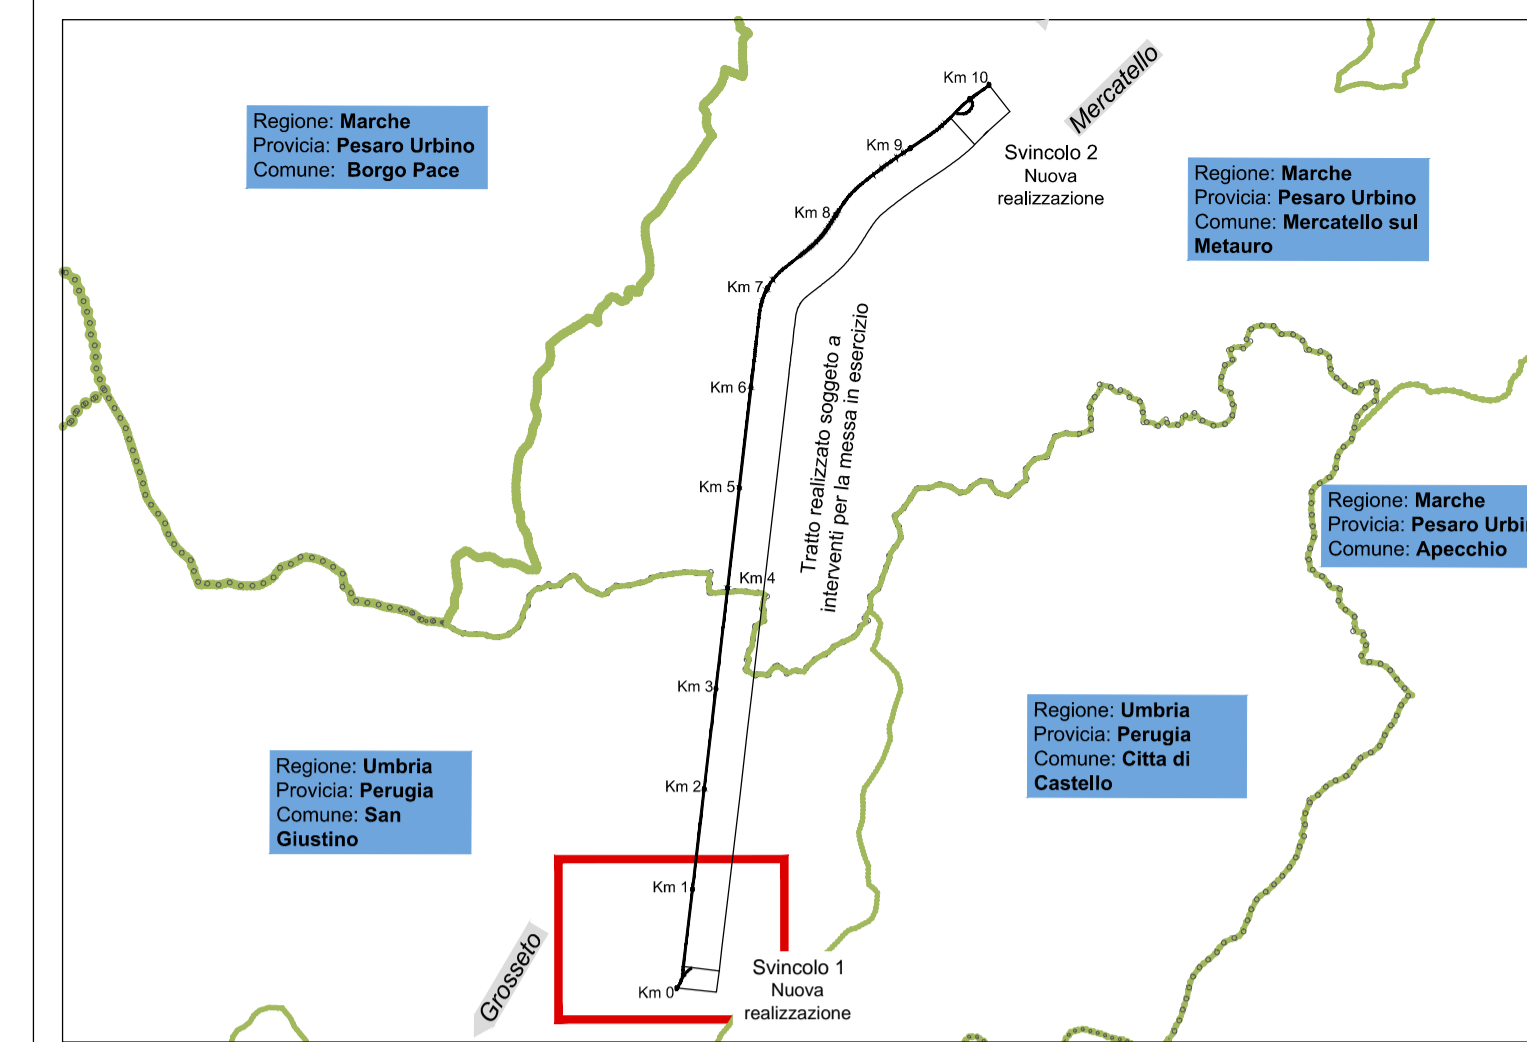 Km 10
Mercatello
Regione: Marche
Provicia: Pesaro Urbino
Comune: Borgo Pace
Km 9
Svincolo 2
Nuova
realizzazione
Regione: Marche
Provicia: Pesaro Urbino
Comune: Mercatello sul
Metauro
Km 8
Km 7
Tratto realizzato soggeto a
interventi per la messa in esercizio
Km 6
Km 5
Regione: Marche
Provicia: Pesaro Urbi
Comune: Apecchio
Km 4
Km 3
Regione: Umbria
Provicia: Perugia
Comune: Citta di
Castello
Regione: Umbria
Provicia: Perugia
Comune: San
Giustino
Km 2
Km 1
Grosseto
Svincolo 1
Nuova
realizzazione
Km 0